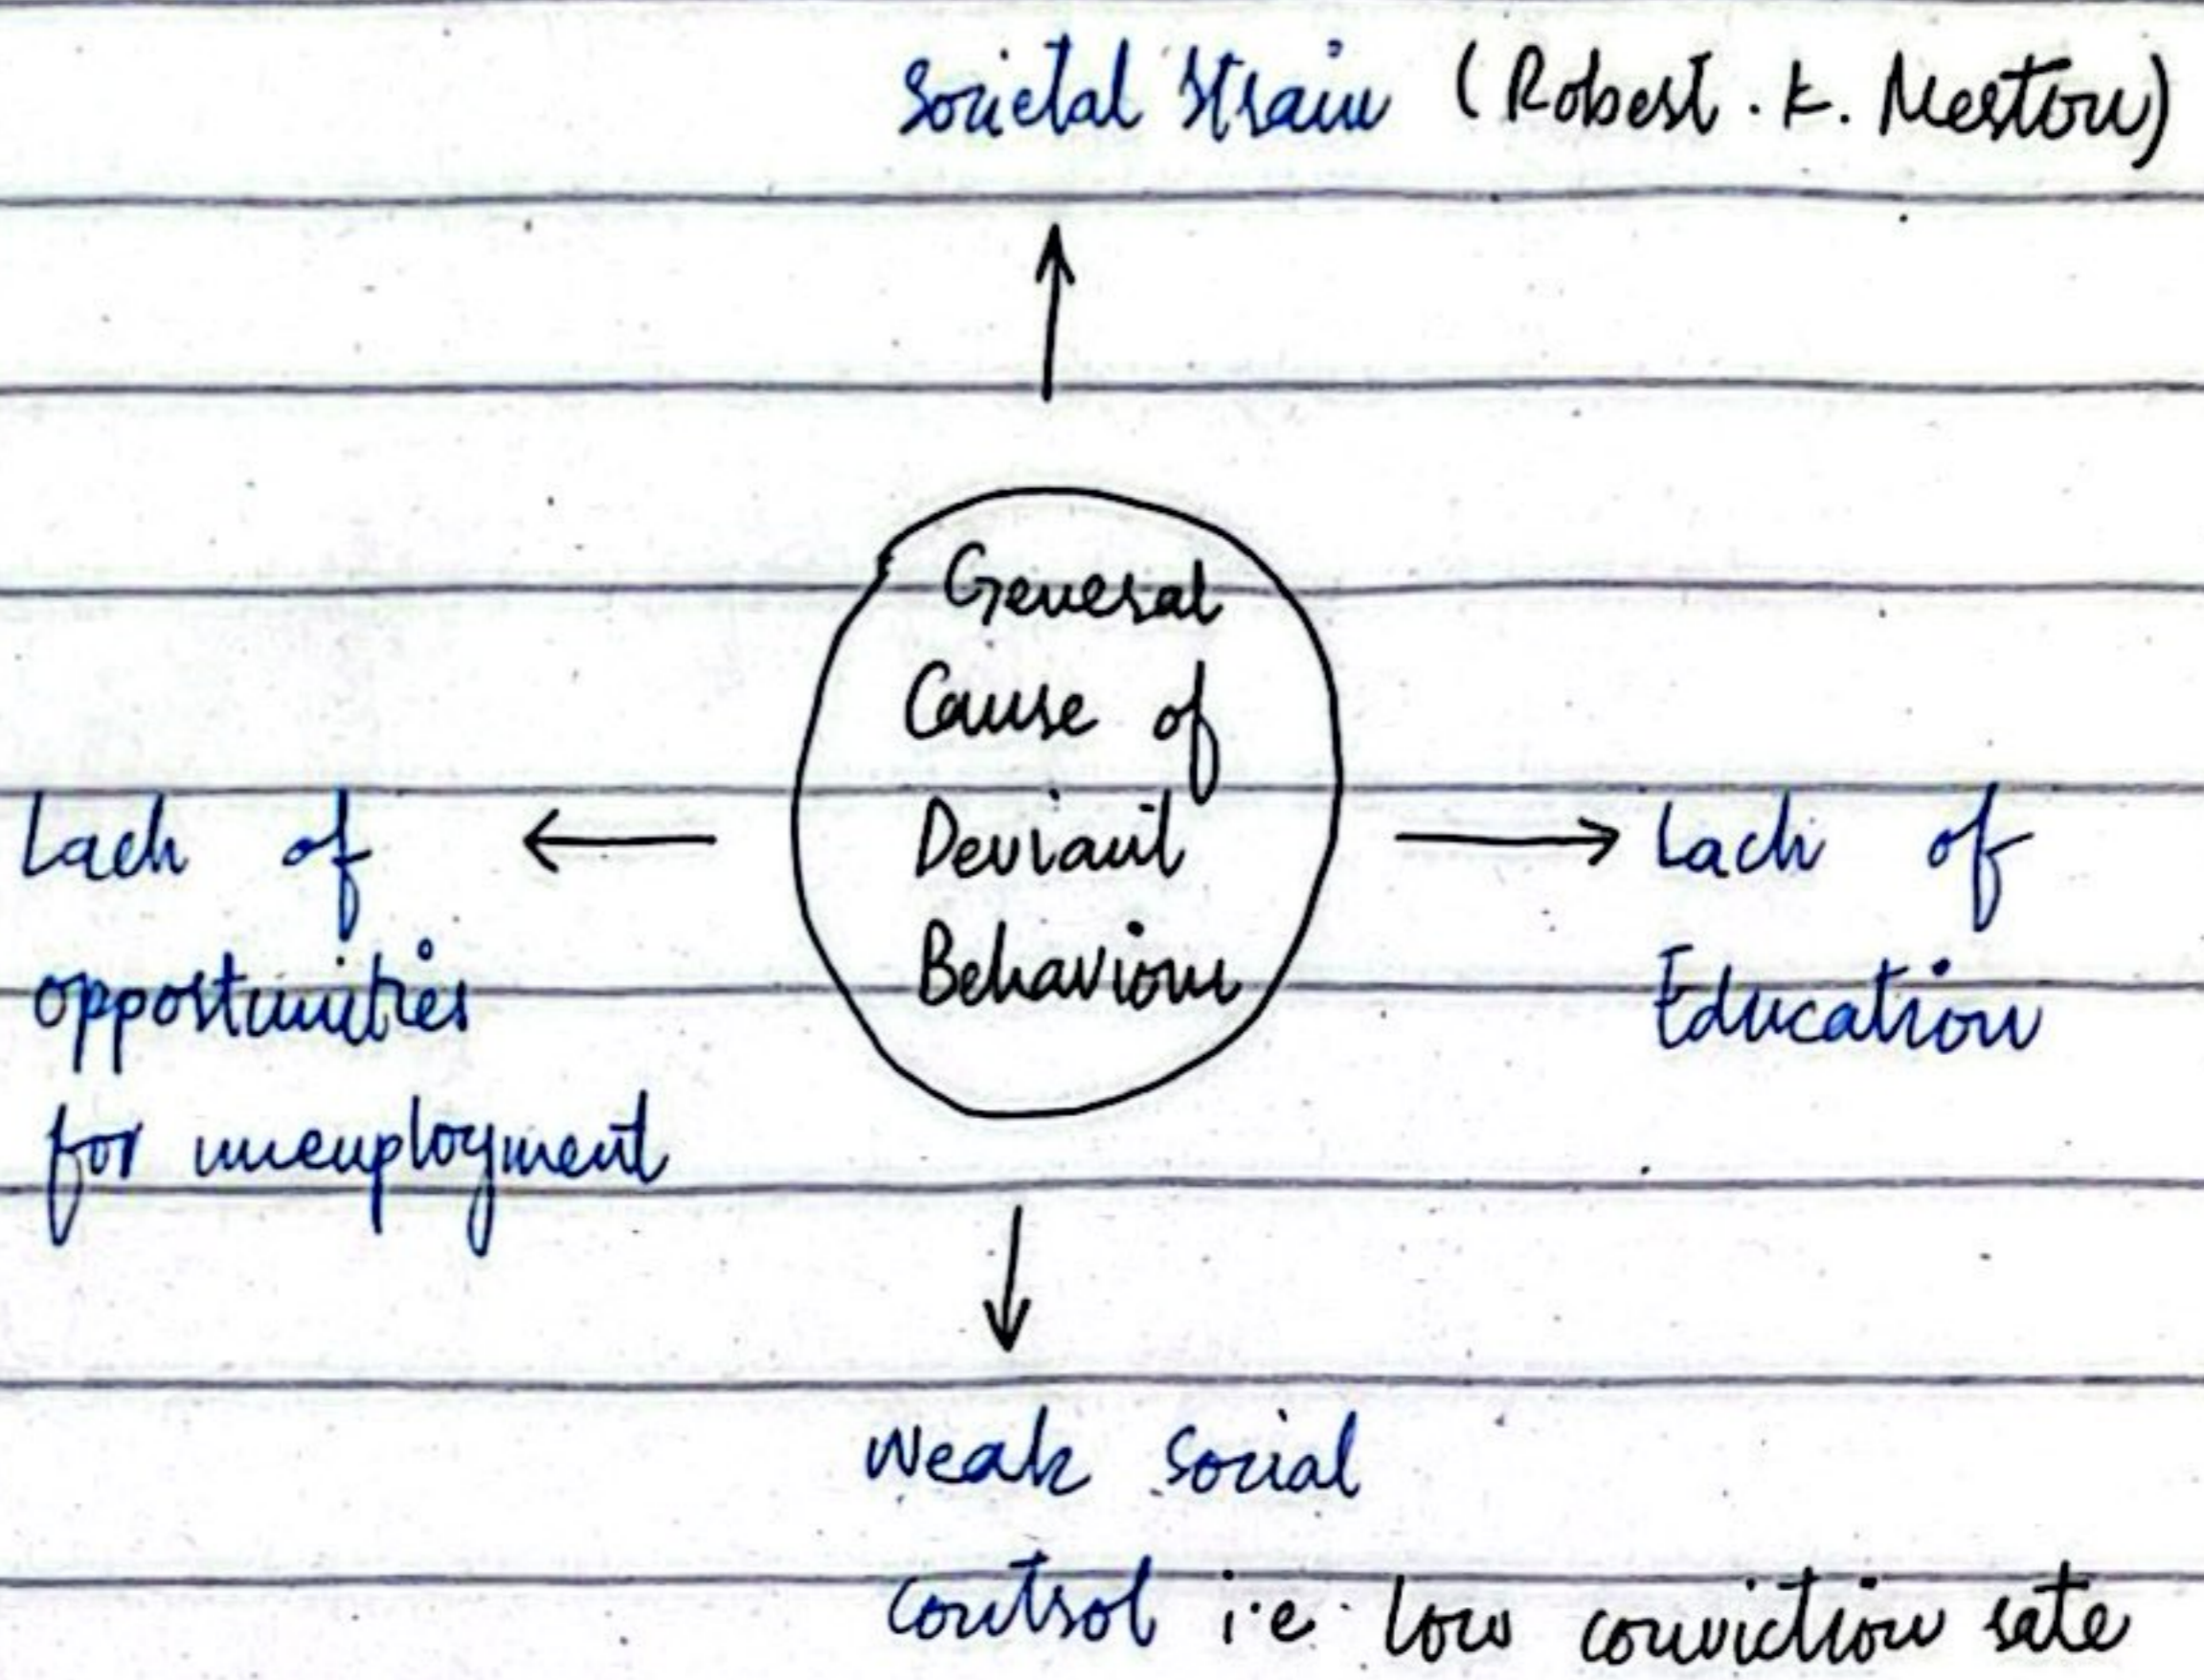 Societal Strain (Robert. K. Merton)
General
Cause of
Deviant
Behaviour
Lack of
opportunities
for unemployment
Lack of
Education
Weak Social
Control i.e. low conviction rate